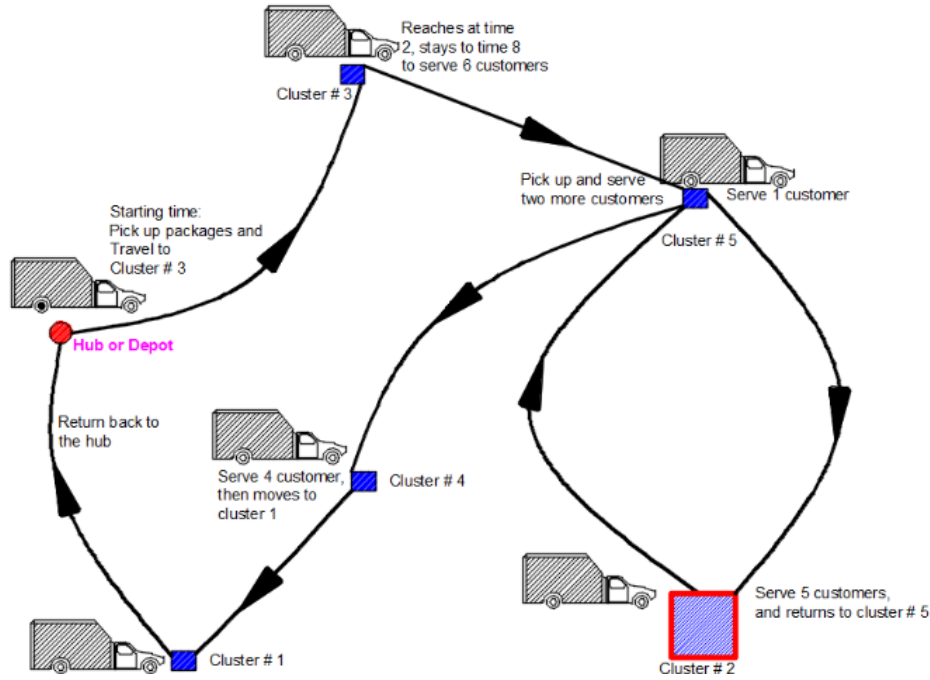 Reaches at time
2, stays to time 8
to serve 6 customers
Cluster # 3
Pick up and serve
two more customers
Serve 1 customer
Cluster # 5
Starting time:
Pick up packages and
Travel to
Cluster # 3
Hub or Depot
Return back to
the hub
Serve 4 customer,
then moves to
cluster 1
Cluster # 4
Serve 5 customers,
and returns to cluster # 5
Cluster # 2
Cluster # 1